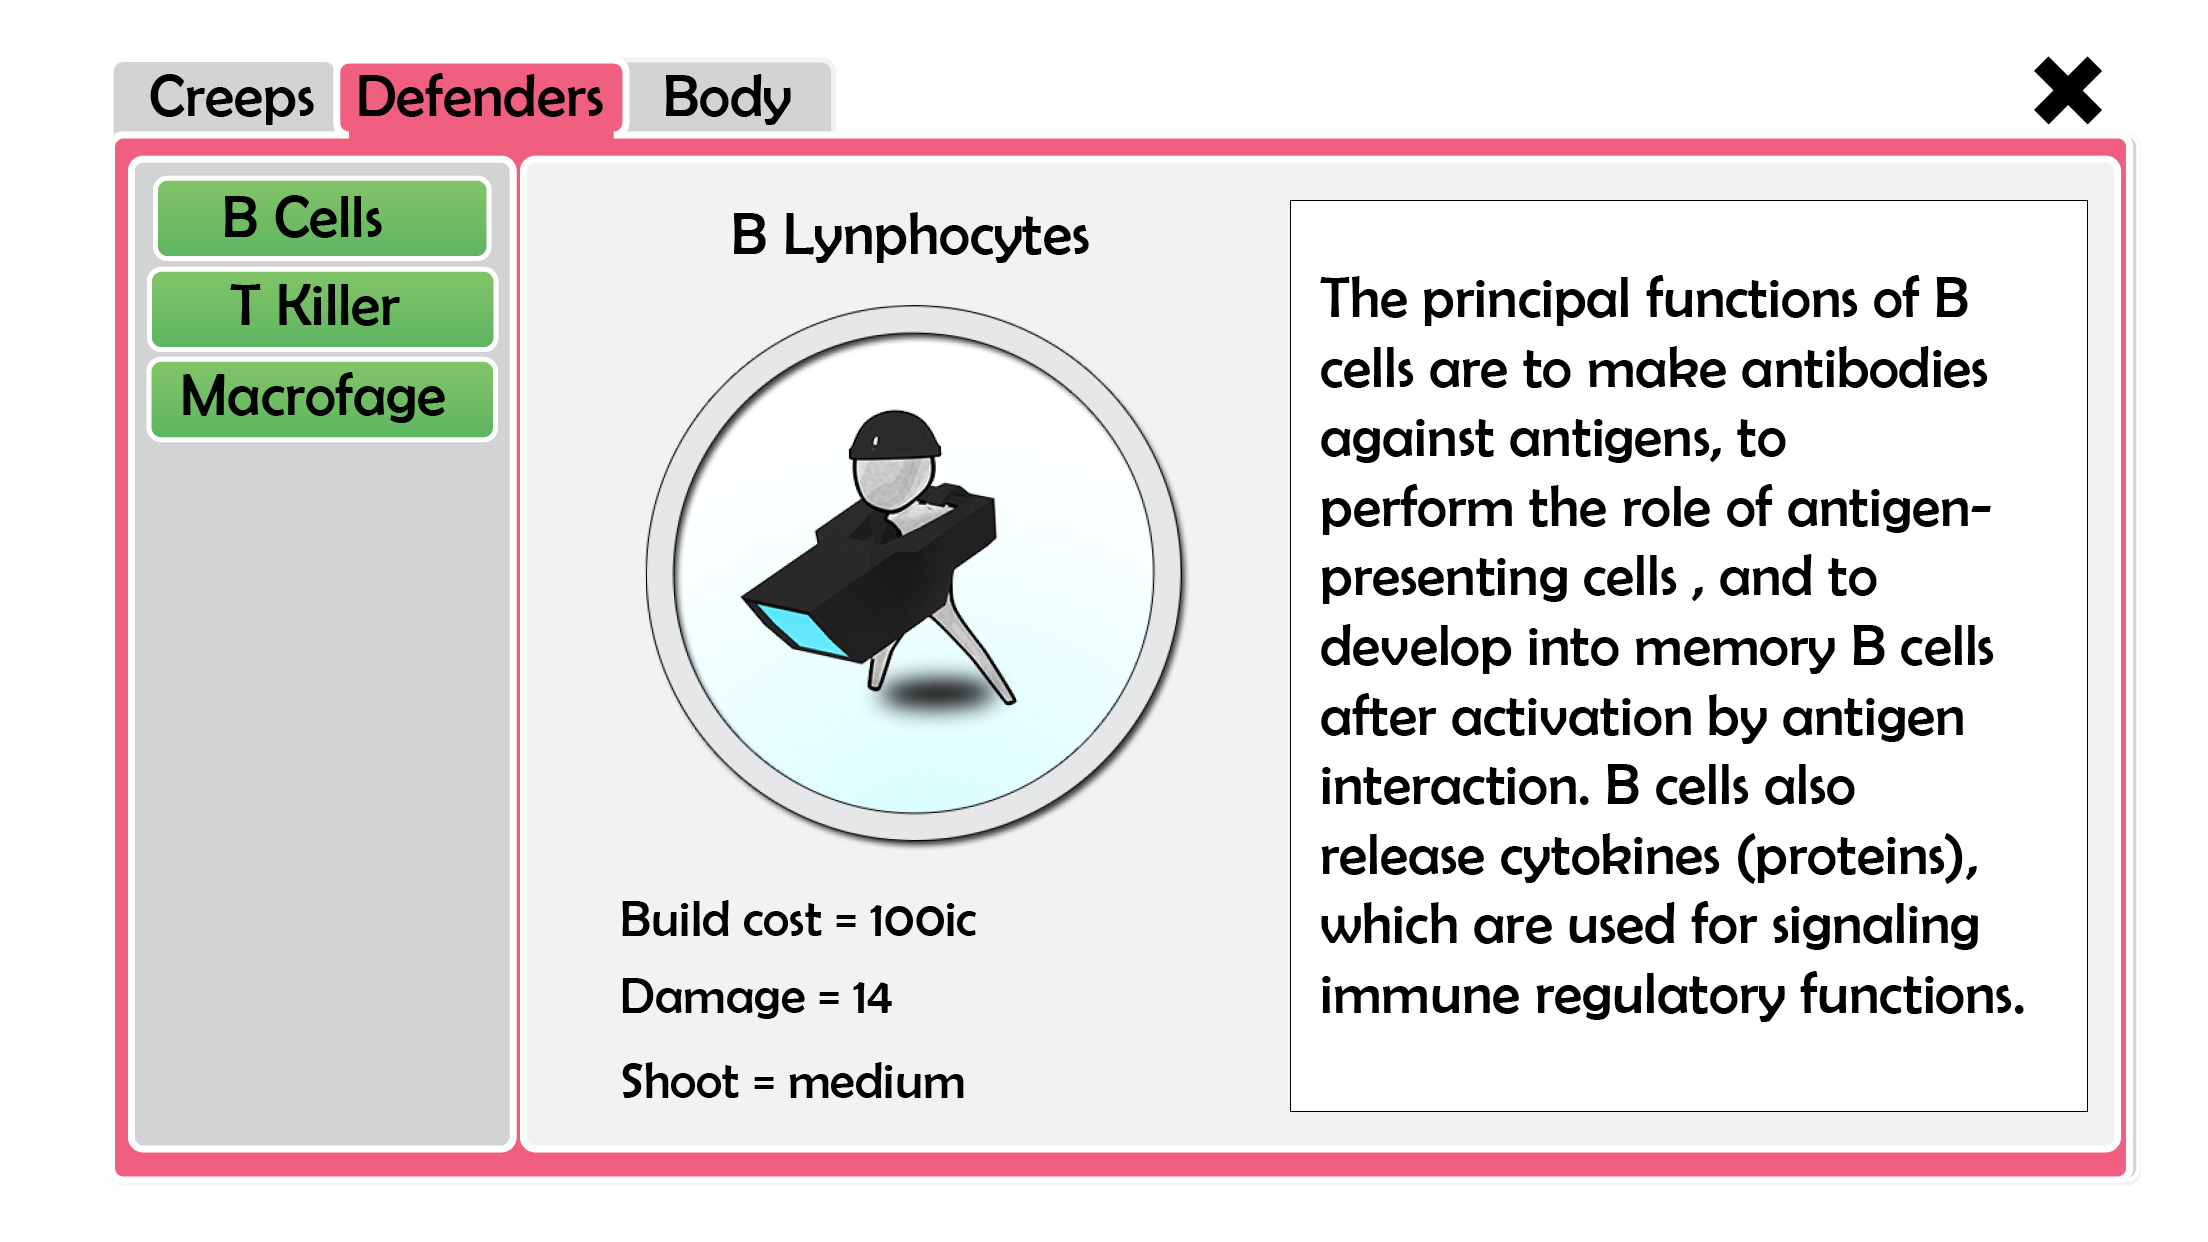 Creeps
Defenders
Body
B Cells
T Killer
Macrofage
B Lynphocytes
Build cost = 100ic
Damage = 14
Shoot = medium
The principal functions of B
cells are to make antibodies
against antigens, to
perform the role of antigen-
presenting cells , and to
develop into memory B cells
after activation by antigen
interaction. B cells also
release cytokines (proteins),
which are used for signaling
immune regulatory functions.